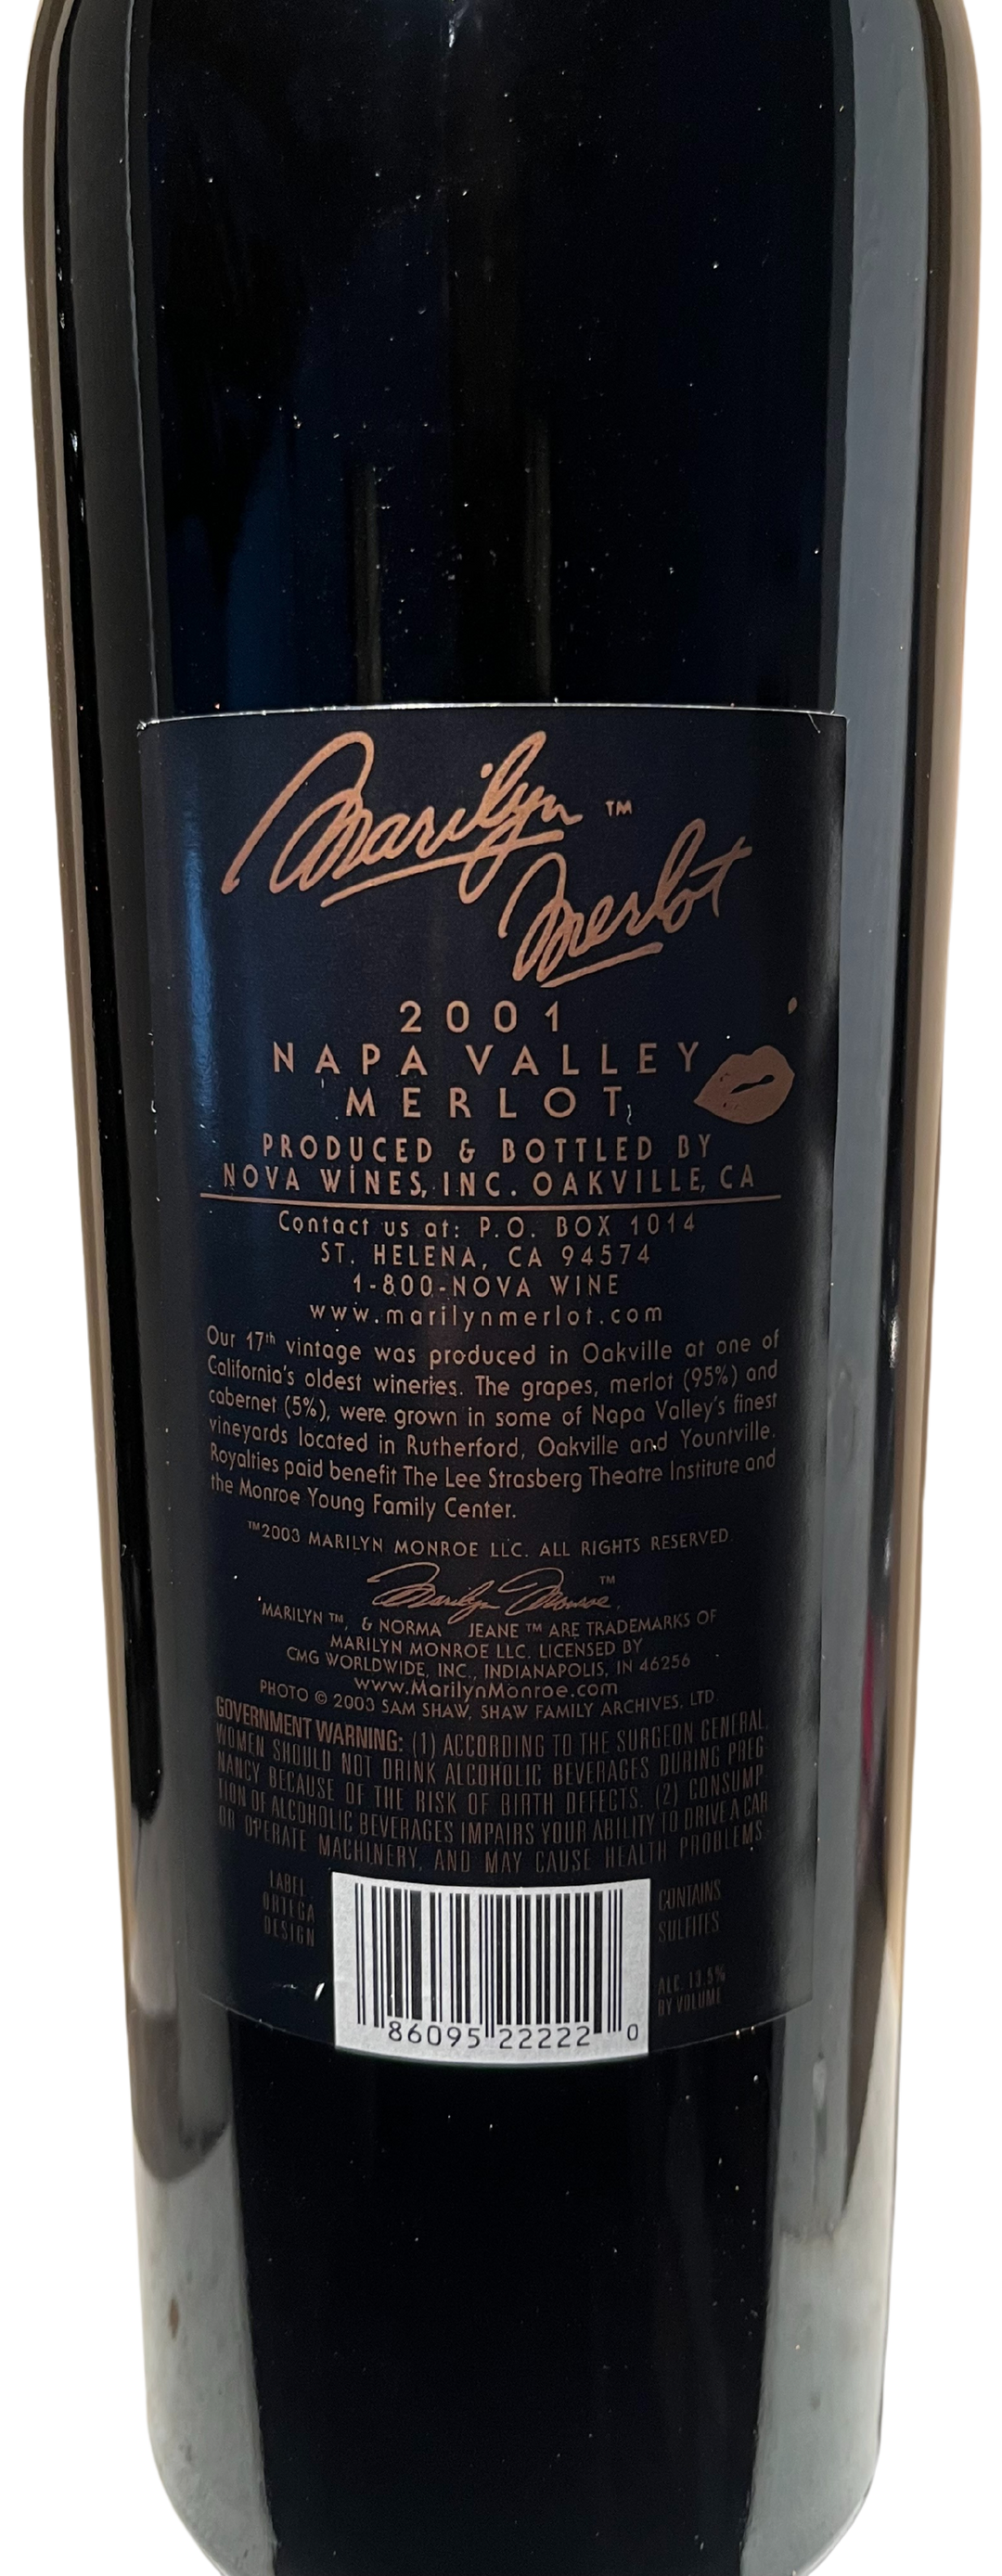 Marilyn ™
Merlot
2001
NAPA VALLEY
MERLOT
PRODUCED & BOTTLED BY
NOVA WINES, INC. OAKVILLE, CA
Contact us at: P.O. BOX 1014
ST. HELENA, CA 94574
1-800-NOVA WINE
www.marilynmerlot.com
Our 17th vintage was produced in Oakville at one of
California's oldest wineries. The grapes, merlot (95%) and
cabernet (5%), were grown in some of Napa Valley's finest
vineyards located in Rutherford, Oakville and Yountville.
Royalties paid benefit The Lee Strasberg Theatre Institute and
the Monroe Young Family Center.
™2003 MARILYN MONROE LLC. ALL RIGHTS RESERVED.
Marilyn Monroe ™
MARILYN ™, & NORMA JEANE ™ ARE TRADEMARKS OF
MARILYN MONROE LLC. LICENSED BY
CMG WORLDWIDE, INC., INDIANAPOLIS, IN 46256
www.MarilynMonroe.com
PHOTO © 2003 SAM SHAW, SHAW FAMILY ARCHIVES, LTD.
GOVERNMENT WARNING: (1) ACCORDING TO THE SURGEON GENERAL,
WOMEN SHOULD NOT DRINK ALCOHOLIC BEVERAGES DURING PREG
NANCY BECAUSE OF THE RISK OF BIRTH DEFECTS. (2) CONSUMP
TION OF ALCOHOLIC BEVERAGES IMPAIRS YOUR ABILITY TO DRIVE A CAR
OR OPERATE MACHINERY, AND MAY CAUSE HEALTH PROBLEMS.
LABEL
ORTEGA
DESIGN
CONTAINS
SULFITES
ALC. 13.5%
BY VOLUME
86095 22222 0